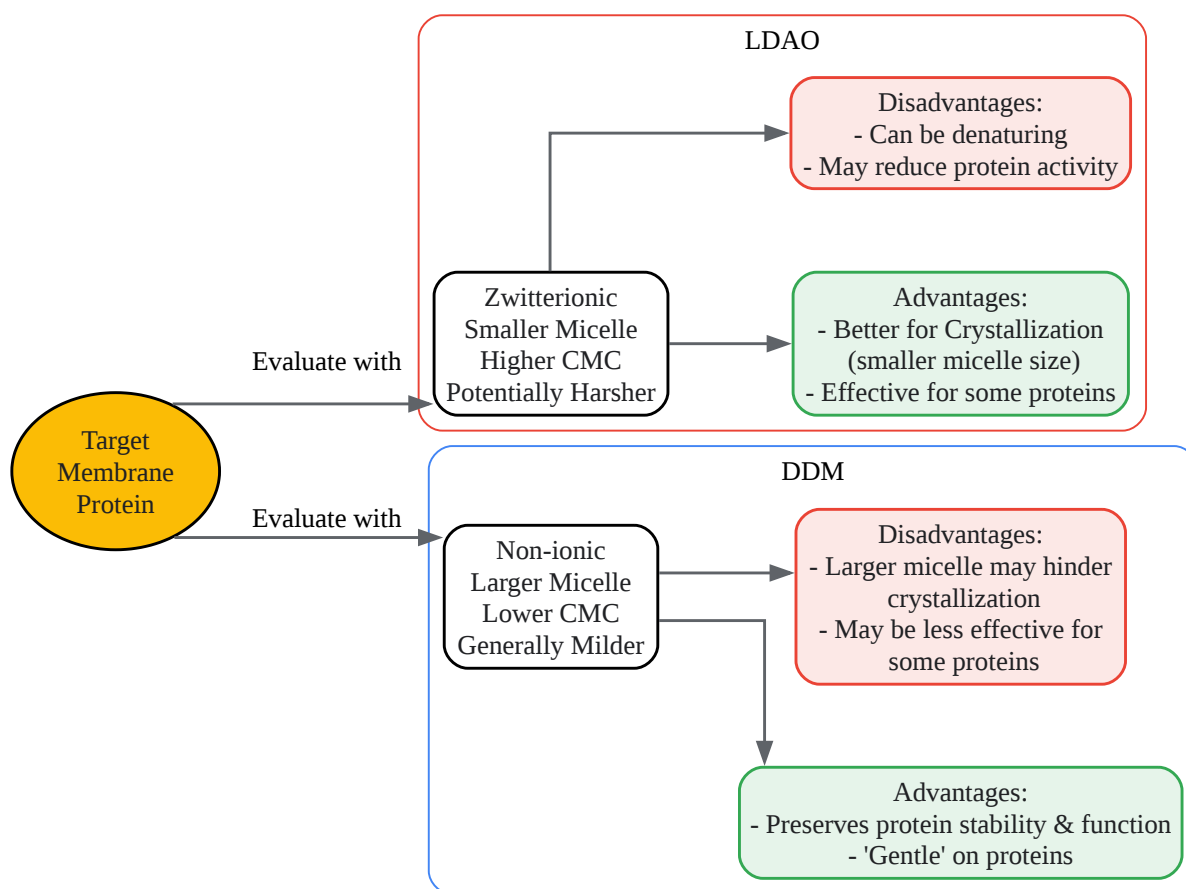 LDAO
Disadvantages:
- Can be denaturing
- May reduce protein activity
Zwitterionic
Smaller Micelle
Higher CMC
Potentially Harsher
Advantages:
- Better for Crystallization
(smaller micelle size)
- Effective for some proteins
Evaluate with
Target
Membrane
Protein
Evaluate with
DDM
Non-ionic
Larger Micelle
Lower CMC
Generally Milder
Disadvantages:
- Larger micelle may hinder
crystallization
- May be less effective for
some proteins
Advantages:
- Preserves protein stability & function
- 'Gentle' on proteins